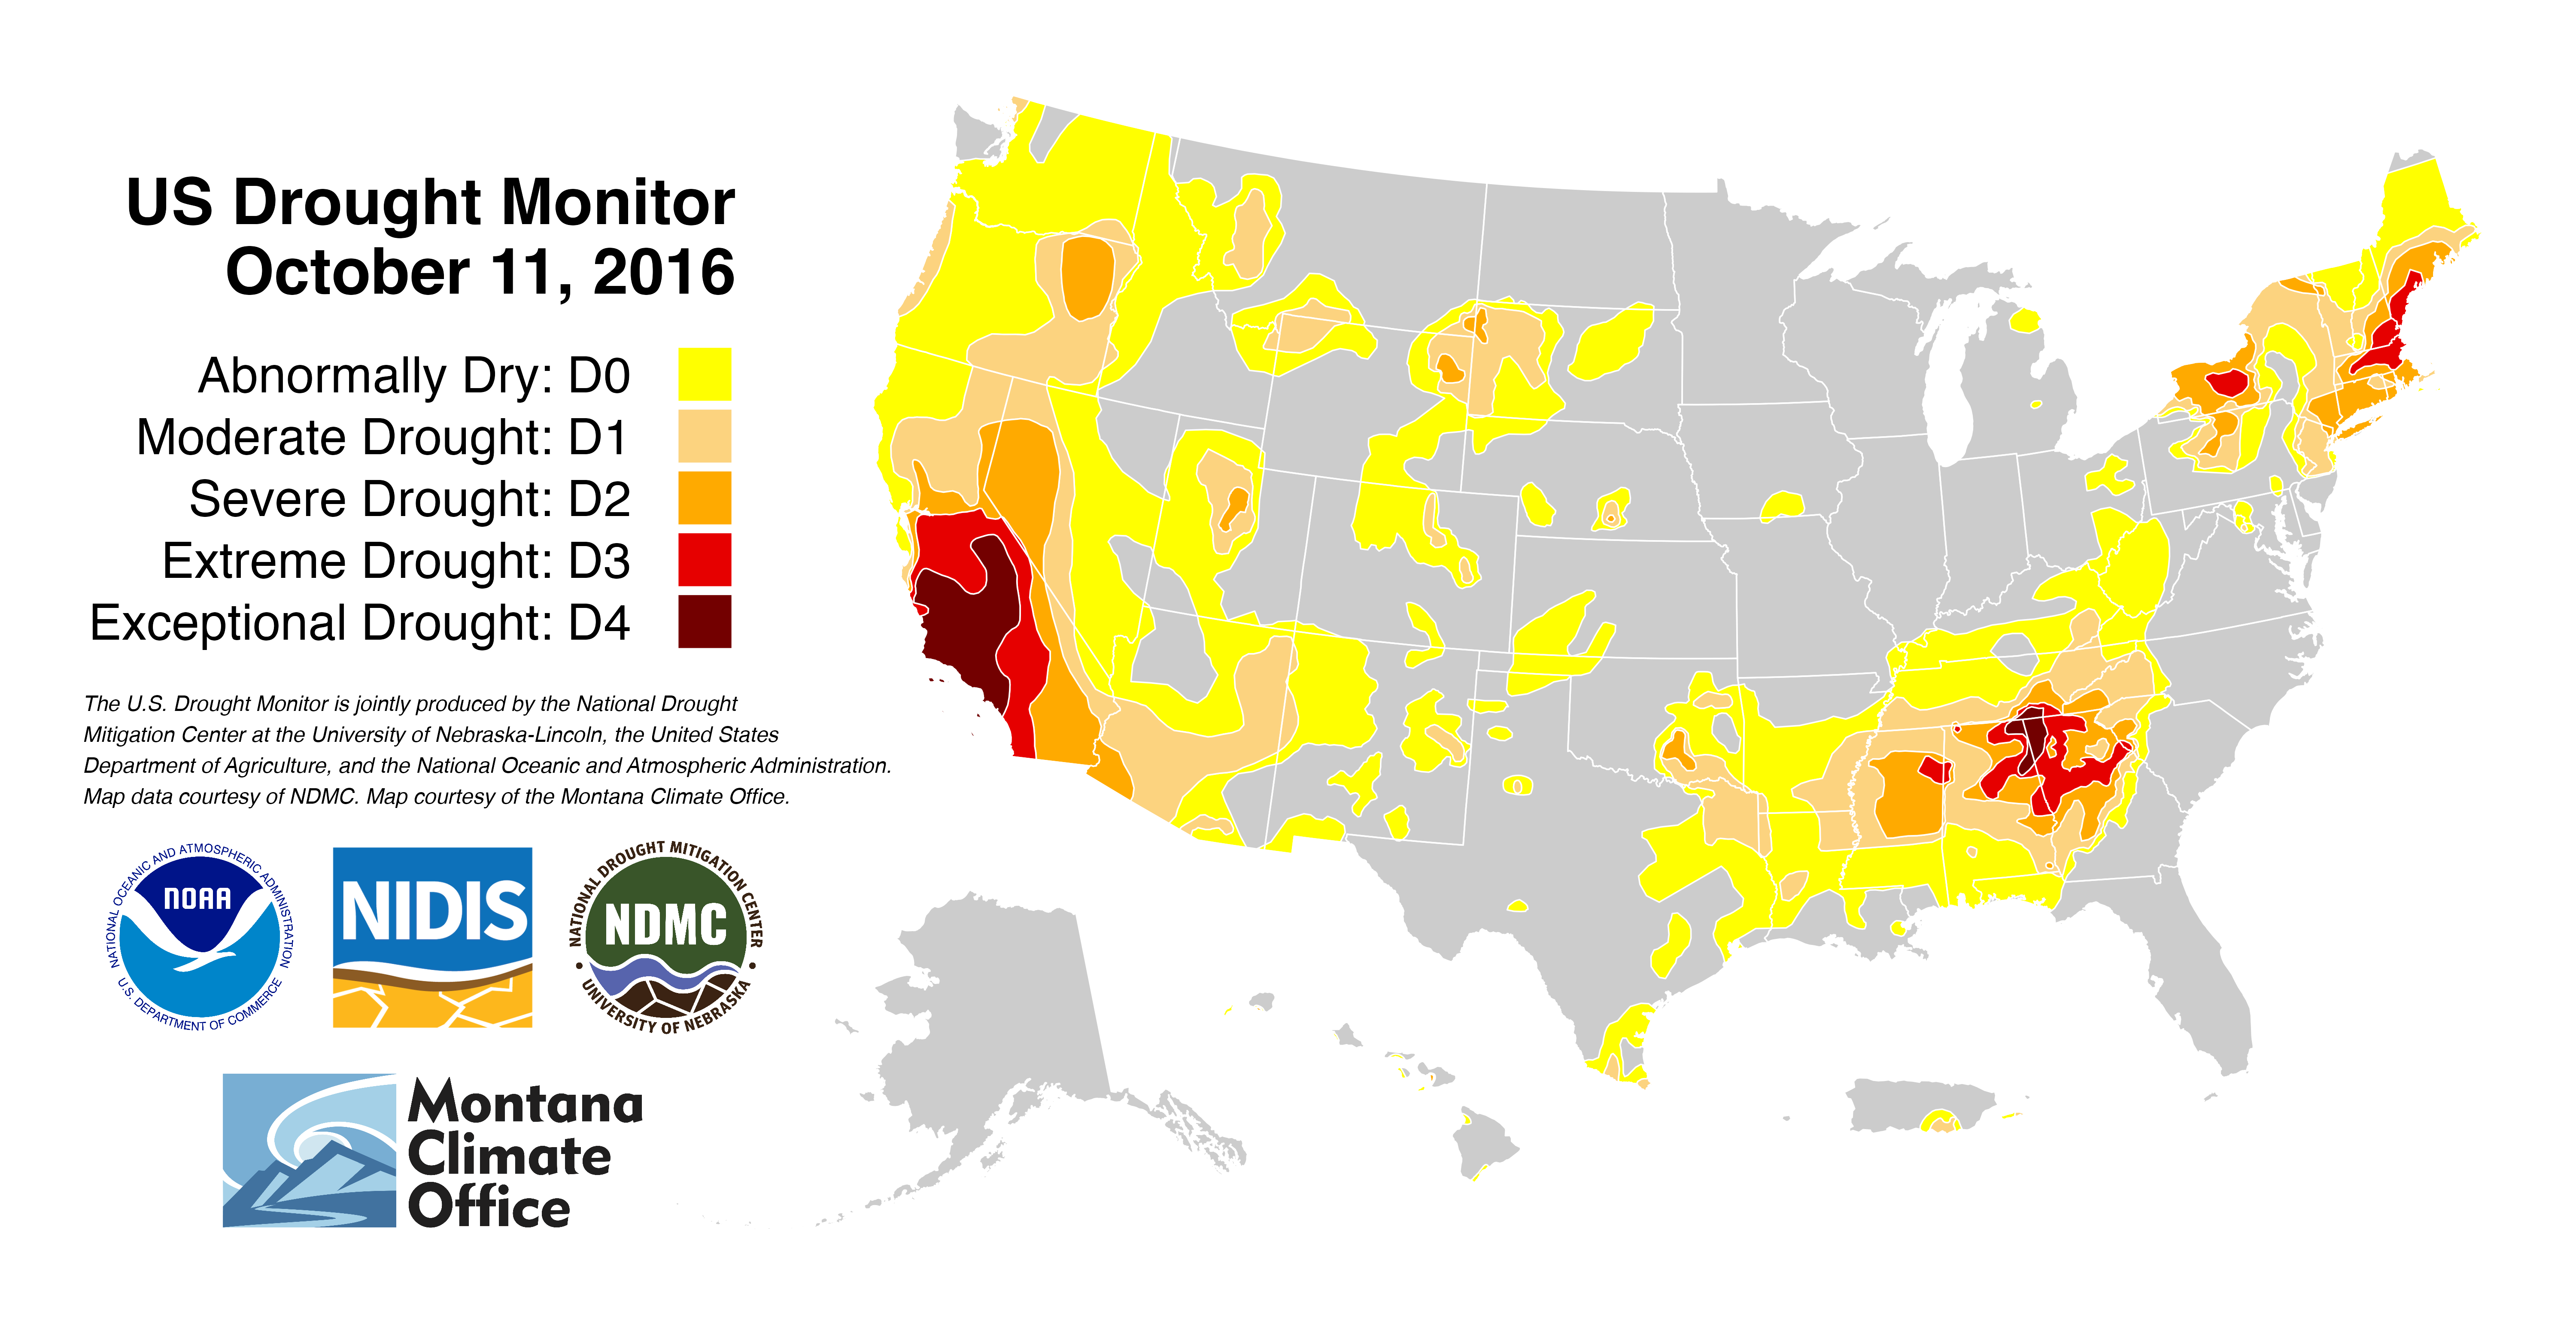 US Drought Monitor
October 11, 2016
Abnormally Dry: D0
Moderate Drought: D1
Severe Drought: D2
Extreme Drought: D3
Exceptional Drought: D4
The U.S. Drought Monitor is jointly produced by the National Drought
Mitigation Center at the University of Nebraska-Lincoln, the United States
Department of Agriculture, and the National Oceanic and Atmospheric Administration.
Map data courtesy of NDMC. Map courtesy of the Montana Climate Office.
NATIONAL OCEANIC AND ATMOSPHERIC ADMINISTRATION
NOAA
U.S. DEPARTMENT OF COMMERCE
NIDIS
NATIONAL DROUGHT MITIGATION CENTER
NDMC
UNIVERSITY OF NEBRASKA
Montana
Climate
Office